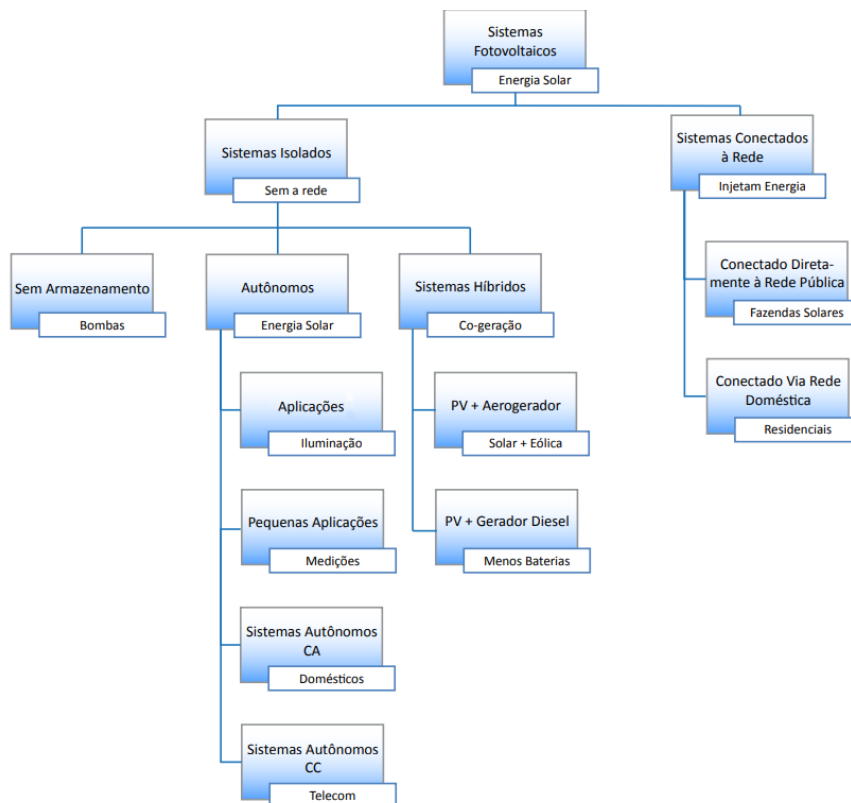 Sistemas
Fotovoltaicos
Energia Solar
Sistemas Isolados
Sem a rede
Sistemas Conectados
à Rede
Injetam Energia
Sem Armazenamento
Bombas
Autônomos
Energia Solar
Sistemas Híbridos
Co-geração
Conectado Direta-
mente à Rede Pública
Fazendas Solares
Aplicações
Iluminação
PV + Aerogerador
Solar + Eólica
Conectado Via Rede
Doméstica
Residenciais
Pequenas Aplicações
Medições
PV + Gerador Diesel
Menos Baterias
Sistemas Autônomos
CA
Domésticos
Sistemas Autônomos
CC
Telecom